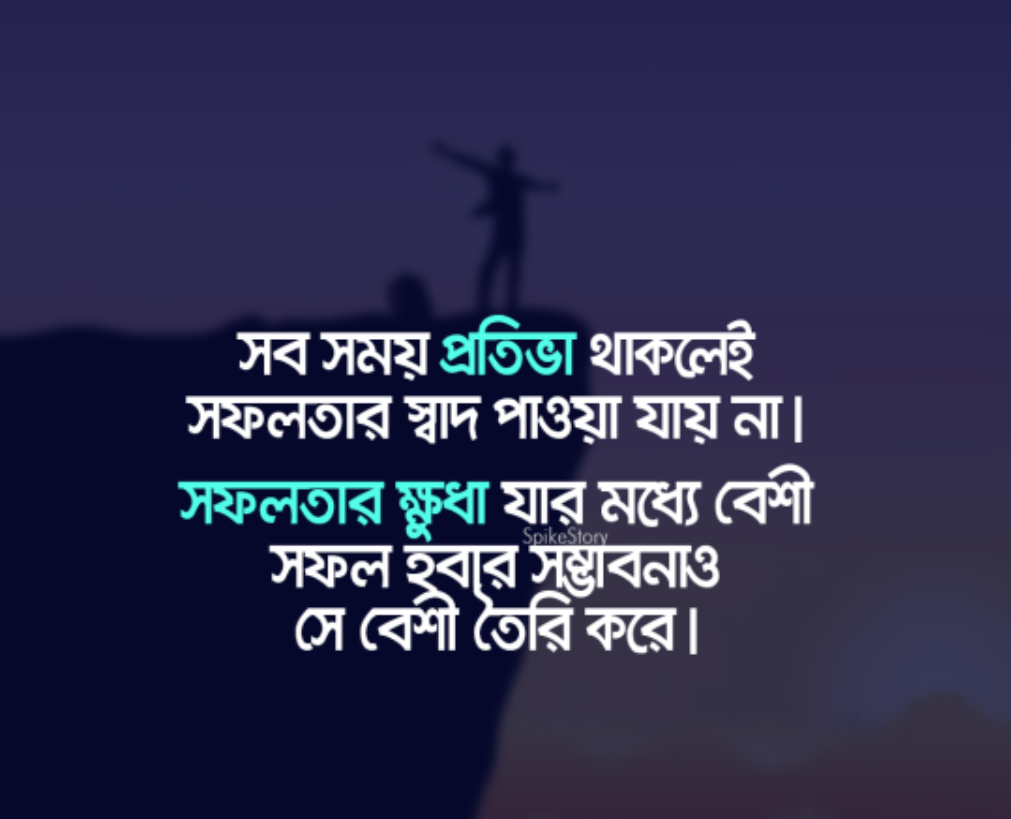 সব সময় প্রতিভা থাকলেই
সফলতার স্বাদ পাওয়া যায় না।
সফলতার ক্ষুধা যার মধ্যে বেশী
SpikeStory
সফল হবার সম্ভাবনাও
সে বেশী তৈরি করে।